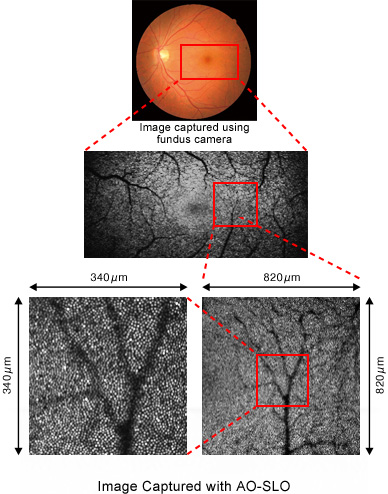 Image captured using
fundus camera
340μm
820μm
340μm
820μm
Image Captured with AO-SLO